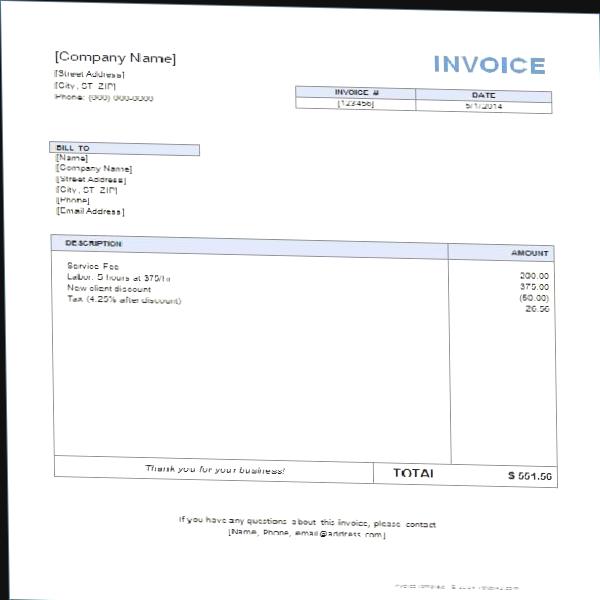 [Company Name]
INVOICE
[Street Address]
[City, ST ZIP]
Phone: (000) 000-0000
INVOICE # DATE
[123456] 5/1/2014
BILL TO
[Name]
[Company Name]
[Street Address]
[City, ST ZIP]
[Phone]
[Email Address]
DESCRIPTION AMOUNT
Service Fee 200.00
Labor: 5 hours at 375/hr 375.00
New client discount (50.00)
Tax (4.25% after discount) 26.56
Thank you for your business! TOTAL $ 551.56
If you have any questions about this invoice, please contact
[Name, Phone, email@address.com]